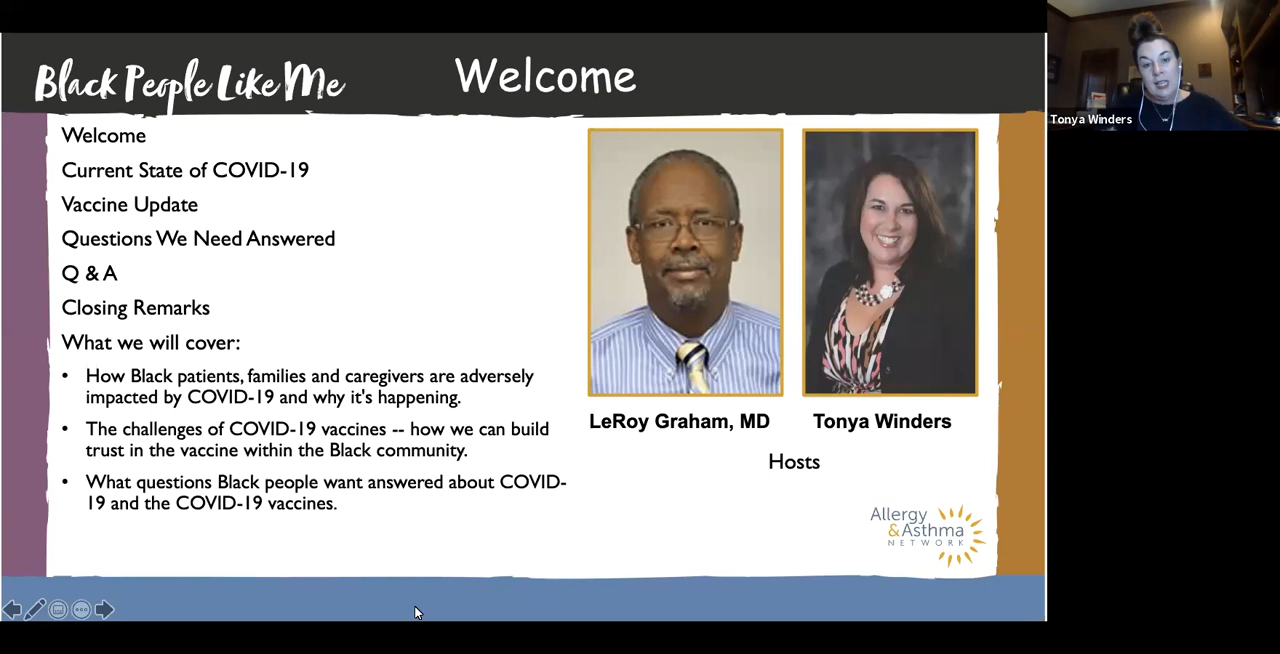 Black People Like Me
Welcome
Welcome
Current State of COVID-19
Vaccine Update
Questions We Need Answered
Q & A
Closing Remarks
What we will cover:
• How Black patients, families and caregivers are adversely
impacted by COVID-19 and why it's happening.
• The challenges of COVID-19 vaccines -- how we can build
trust in the vaccine within the Black community.
• What questions Black people want answered about COVID-
19 and the COVID-19 vaccines.
LeRoy Graham, MD
Tonya Winders
Hosts
Allergy
&Asthma
NETWORK
Tonya Winders